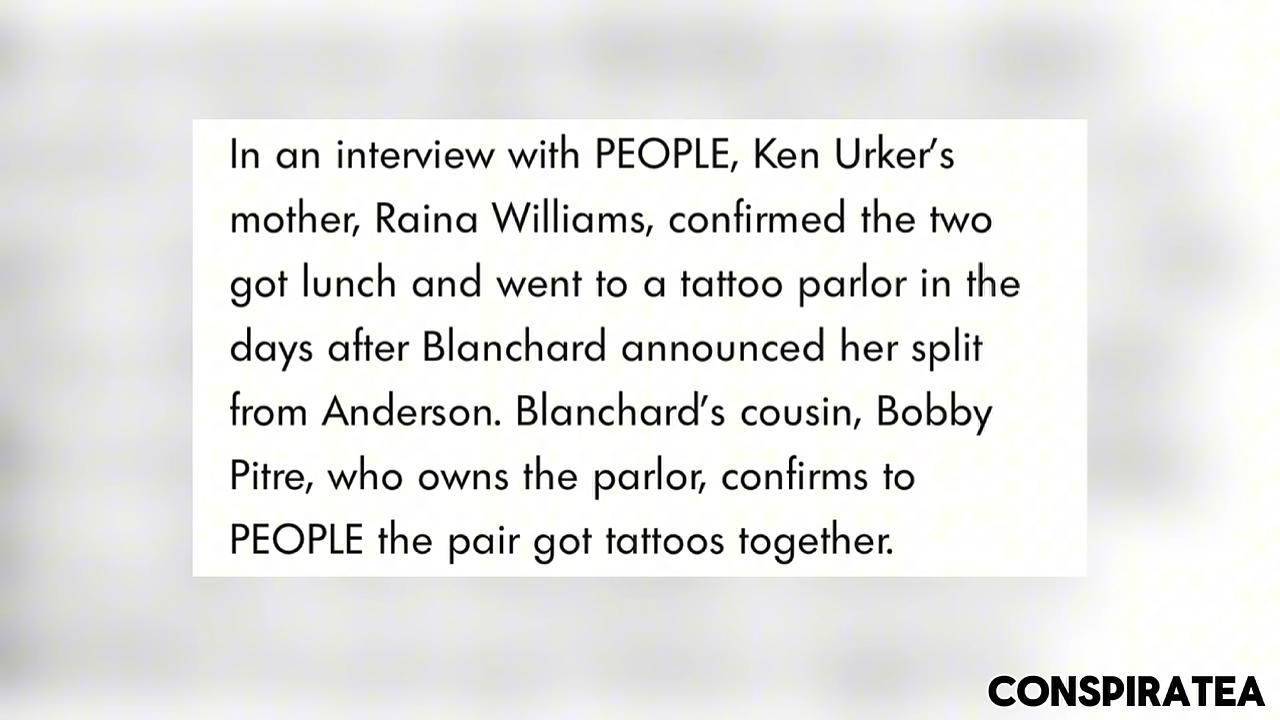 In an interview with PEOPLE, Ken Urker’s
mother, Raina Williams, confirmed the two
got lunch and went to a tattoo parlor in the
days after Blanchard announced her split
from Anderson. Blanchard’s cousin, Bobby
Pitre, who owns the parlor, confirms to
PEOPLE the pair got tattoos together.
CONSPIRATEA